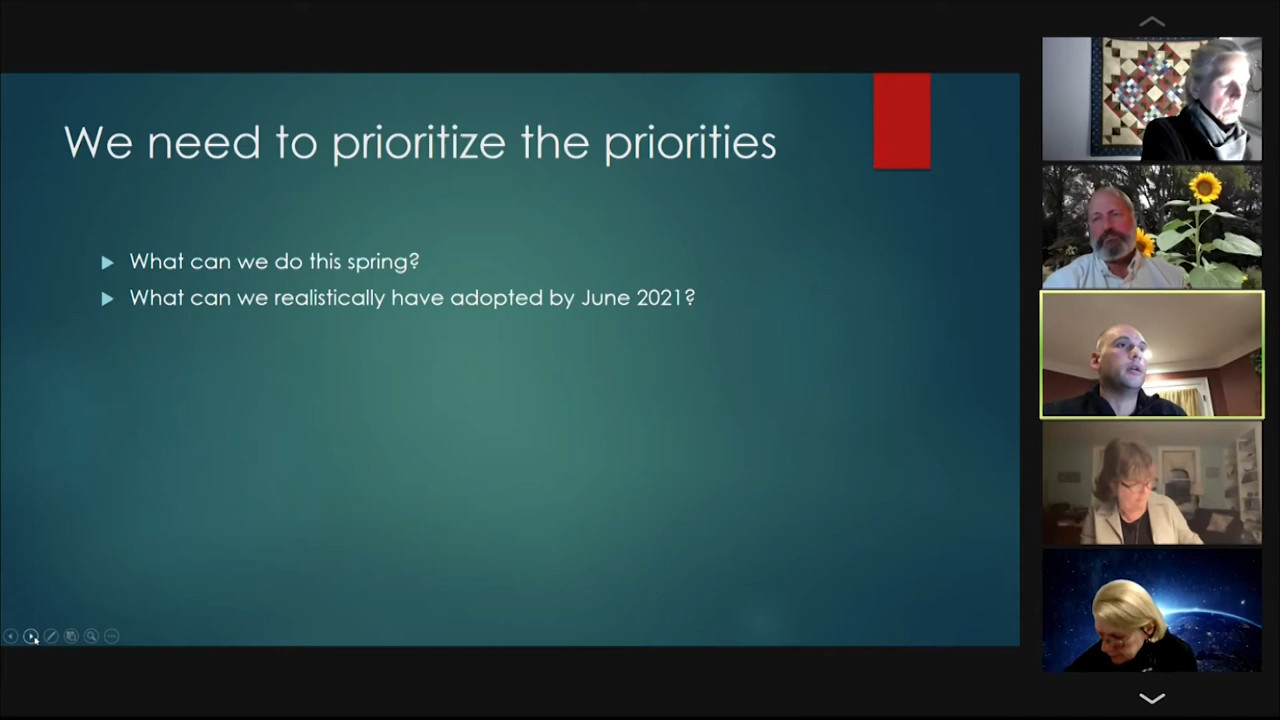 We need to prioritize the priorities
What can we do this spring?
What can we realistically have adopted by June 2021?